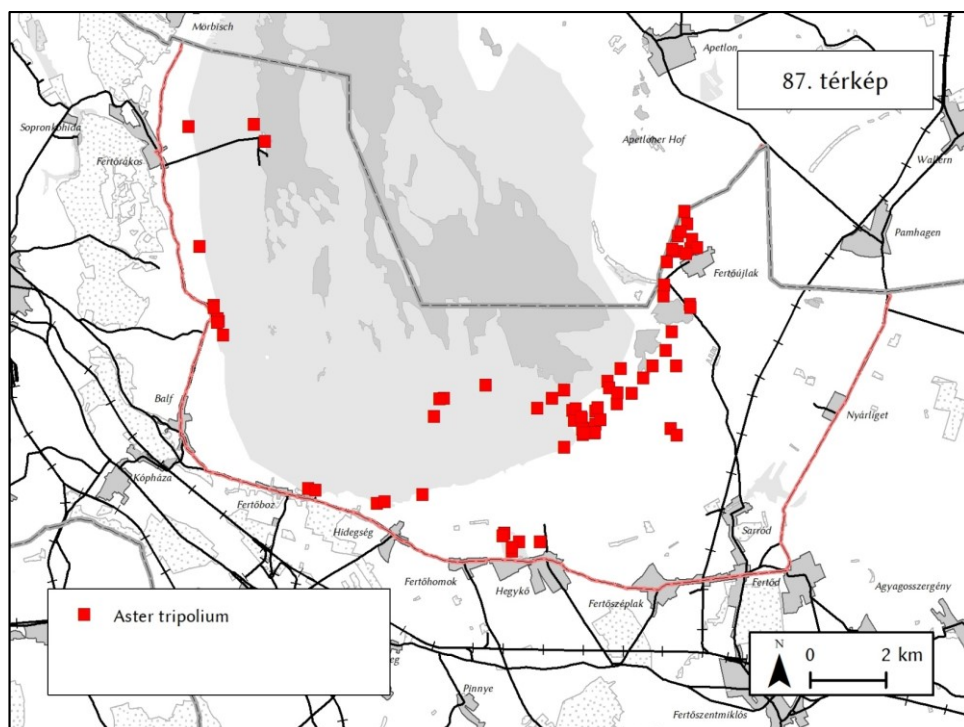 Mörbisch
Apetlon
87. térkép
Sopronkőhida
Fertőrákos
Apetloner Hof
Wallern
Pamhagen
Fertőújlak
Balf
Nyárliget
Kópháza
Fertőboz
Hidegség
Sarród
Fertőhomok
Hegykő
Fertőszéplak
Fertőd
Agyagosszergény
Aster tripolium
N
0 2 km
Pinnye
Fertőszentmiklós